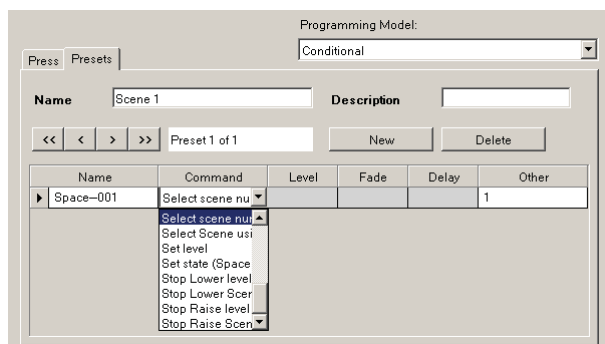 Programming Model:
Conditional
Press Presets
Name Scene 1 Description
<< < > >> Preset 1 of 1 New Delete
Name Command Level Fade Delay Other
Space—001 Select scene nu 1
Select scene nur
Select Scene usi
Set level
Set state (Space
Stop Lower level
Stop Lower Scer
Stop Raise level
Stop Raise Scen